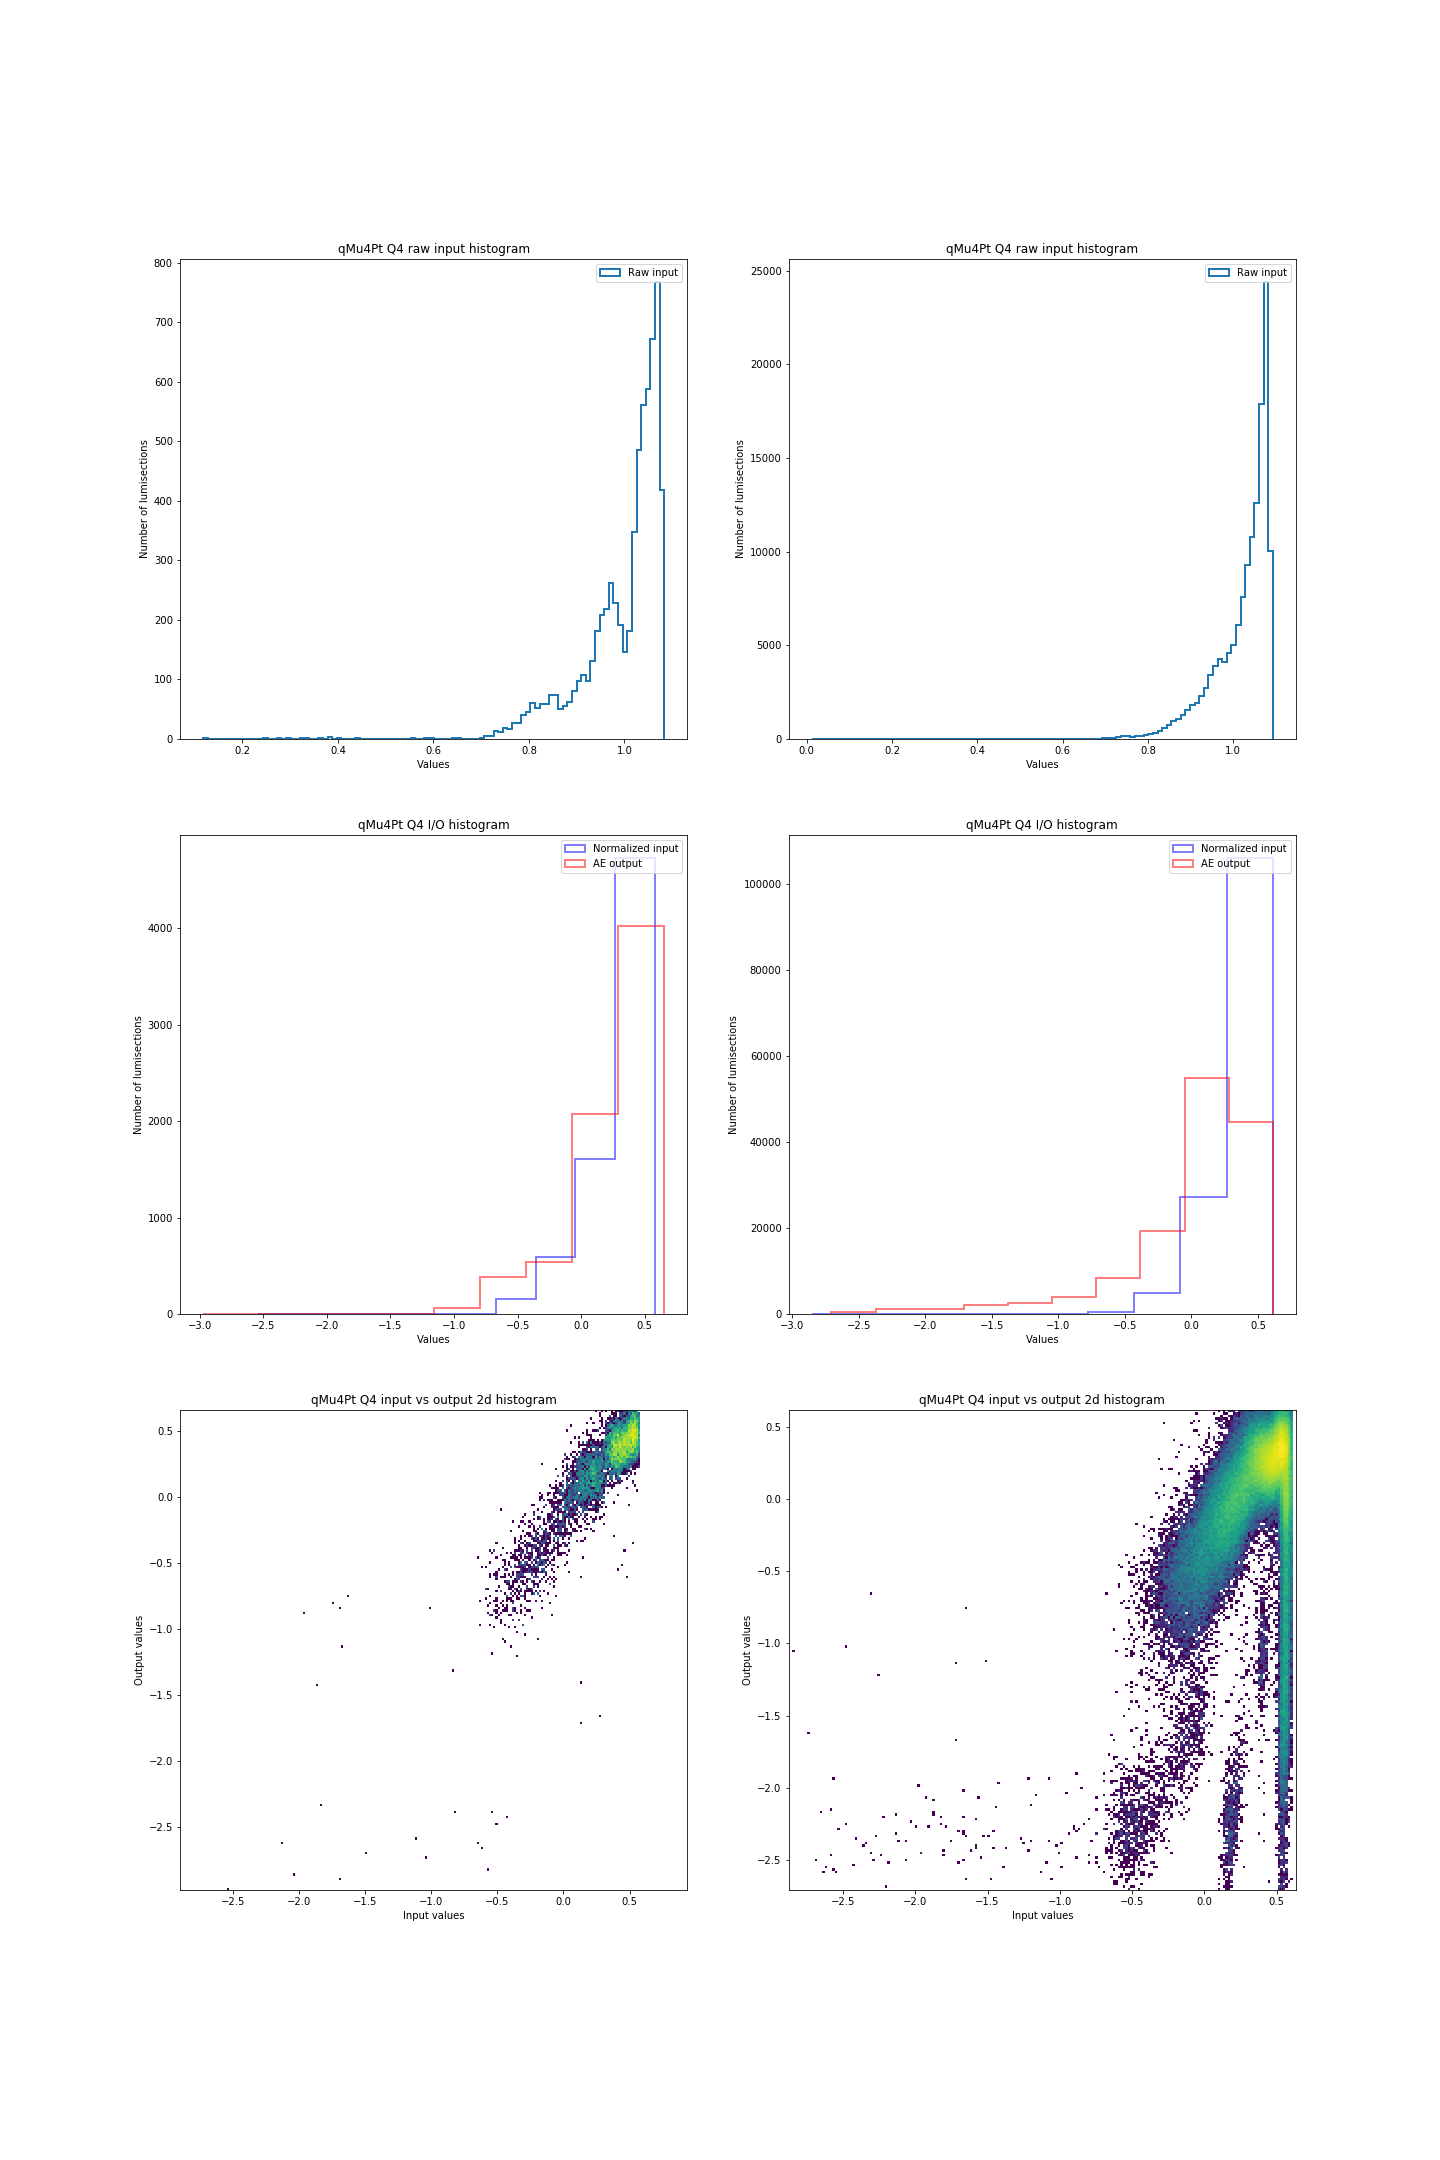 qMu4Pt Q4 raw input histogram
Raw input
800
700
600
500
400
300
200
100
0
Number of lumisections
0.2 0.4 0.6 0.8 1.0
Values
qMu4Pt Q4 raw input histogram
Raw input
25000
20000
15000
10000
5000
0
Number of lumisections
0.0 0.2 0.4 0.6 0.8 1.0
Values
qMu4Pt Q4 I/O histogram
Normalized input
AE output
4000
3000
2000
1000
0
Number of lumisections
−3.0 −2.5 −2.0 −1.5 −1.0 −0.5 0.0 0.5
Values
qMu4Pt Q4 I/O histogram
Normalized input
AE output
100000
80000
60000
40000
20000
0
Number of lumisections
−3.0 −2.5 −2.0 −1.5 −1.0 −0.5 0.0 0.5
Values
qMu4Pt Q4 input vs output 2d histogram
0.5
0.0
−0.5
−1.0
−1.5
−2.0
−2.5
Output values
−2.5 −2.0 −1.5 −1.0 −0.5 0.0 0.5
Input values
qMu4Pt Q4 input vs output 2d histogram
0.5
0.0
−0.5
−1.0
−1.5
−2.0
−2.5
Output values
−2.5 −2.0 −1.5 −1.0 −0.5 0.0 0.5
Input values